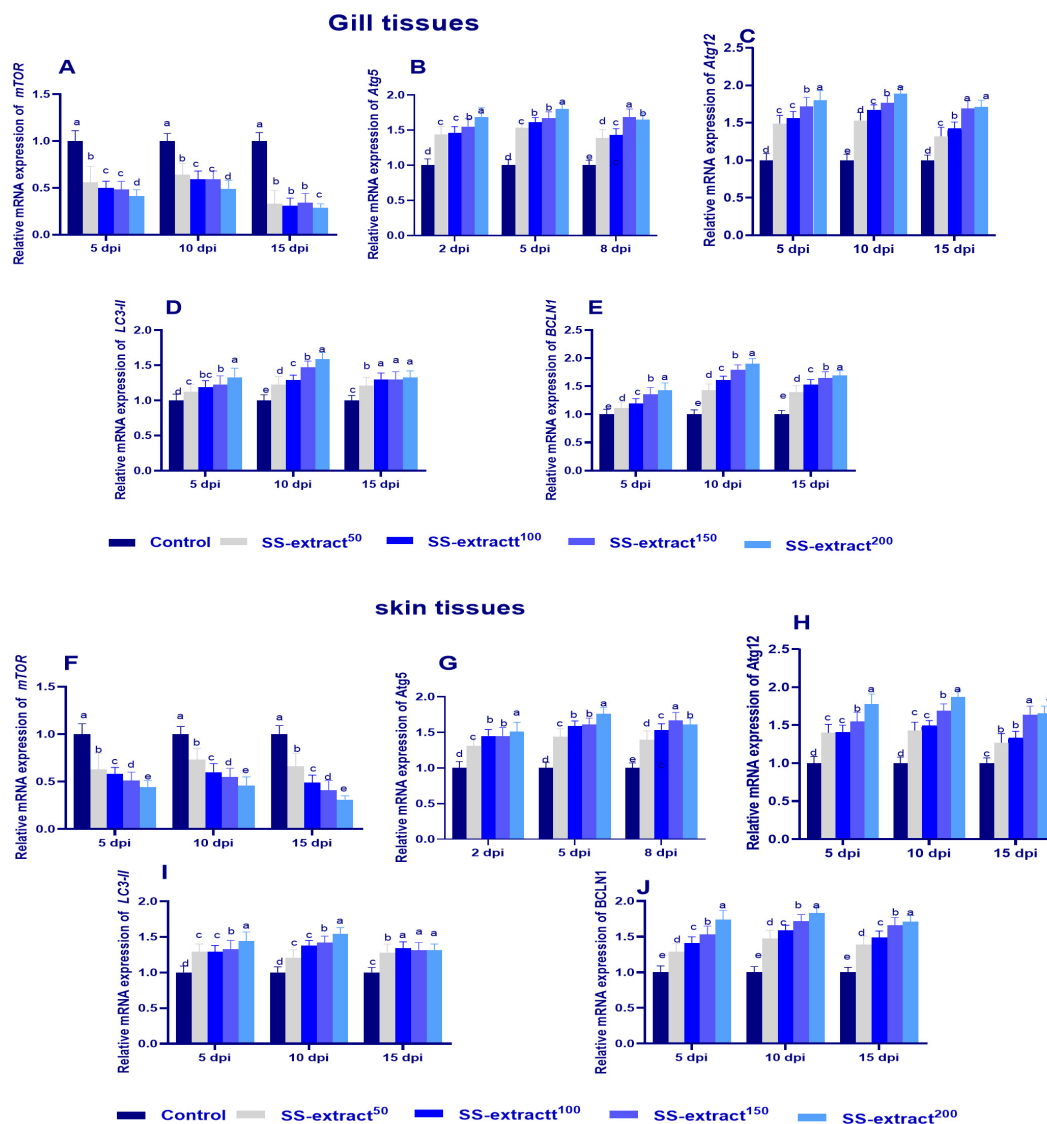 Gill tissues
A
Relative mRNA expression of mTOR
1.5
1.0
0.5
0.0
a b c c d
a b c c d
a b b b c
5 dpi 10 dpi 15 dpi
B
Relative mRNA expression of Atg5
2.0
1.5
1.0
0.5
0.0
d c c b a
d c b b a
e d c a b
2 dpi 5 dpi 8 dpi
C
Relative mRNA expression of Atg12
2.5
2.0
1.5
1.0
0.5
0.0
d c c b a
e d c b a
d c b a a
5 dpi 10 dpi 15 dpi
D
Relative mRNA expression of LC3-II
2.0
1.5
1.0
0.5
0.0
d c bc b a
e d c b a
c b a a a
5 dpi 10 dpi 15 dpi
E
Relative mRNA expression of BCLN1
2.5
2.0
1.5
1.0
0.5
0.0
e d c b a
e d c b a
e d c b a
5 dpi 10 dpi 15 dpi
Control SS-extract50 SS-extractt100 SS-extract150 SS-extract200
skin tissues
F
Relative mRNA expression of mTOR
1.5
1.0
0.5
0.0
a b c d e
a b c d e
a b c d e
5 dpi 10 dpi 15 dpi
G
Relative mRNA expression of Atg5
2.0
1.5
1.0
0.5
0.0
d c b b a
d c b b a
e d c a b
2 dpi 5 dpi 8 dpi
H
Relative mRNA expression of Atg12
2.5
2.0
1.5
1.0
0.5
0.0
d c c b a
d c c b a
d c b a
5 dpi 10 dpi 15 dpi
I
Relative mRNA expression of LC3-II
2.0
1.5
1.0
0.5
0.0
d c c b a
d c c b a
c b a a a
5 dpi 10 dpi 15 dpi
J
Relative mRNA expression of BCLN1
2.0
1.5
1.0
0.5
0.0
e d c b a
e d c b a
e d c b a
5 dpi 10 dpi 15 dpi
Control SS-extract50 SS-extractt100 SS-extract150 SS-extract200